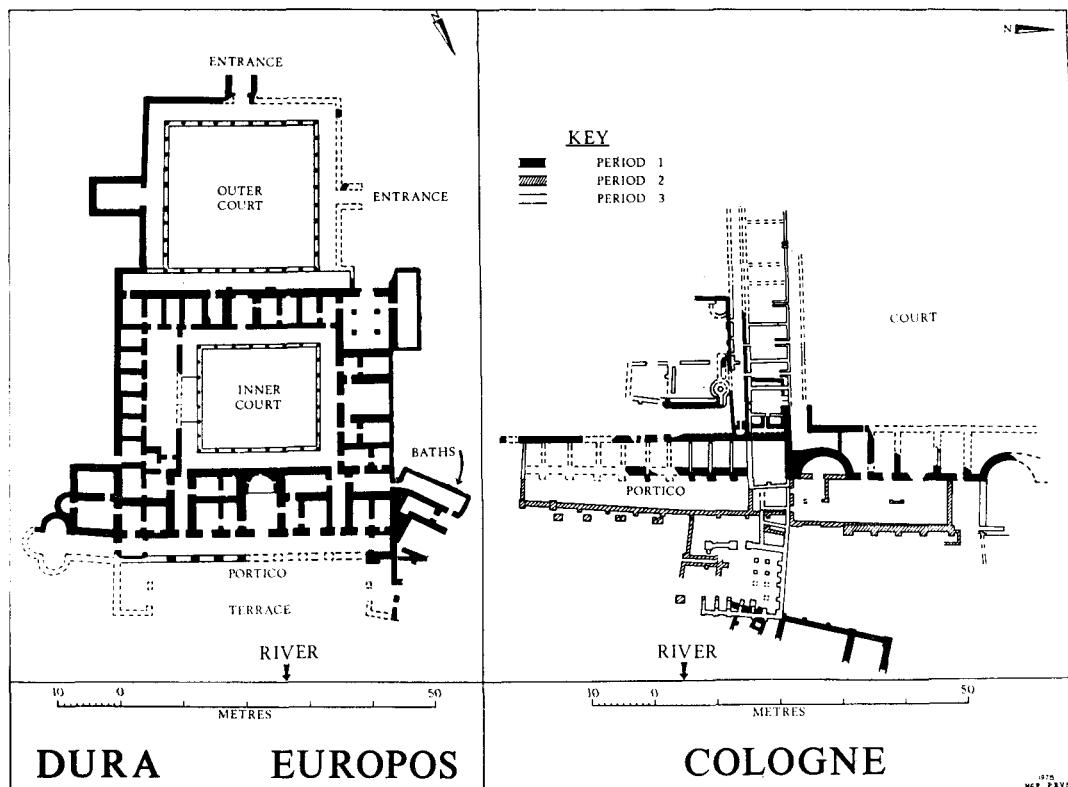 ENTRANCE
OUTER
COURT
ENTRANCE
INNER
COURT
BATHS
PORTICO
TERRACE
RIVER
10 0 50
METRES
DURA EUROPOS
N
KEY
PERIOD 1
PERIOD 2
PERIOD 3
COURT
PORTICO
RIVER
10 0 50
METRES
COLOGNE